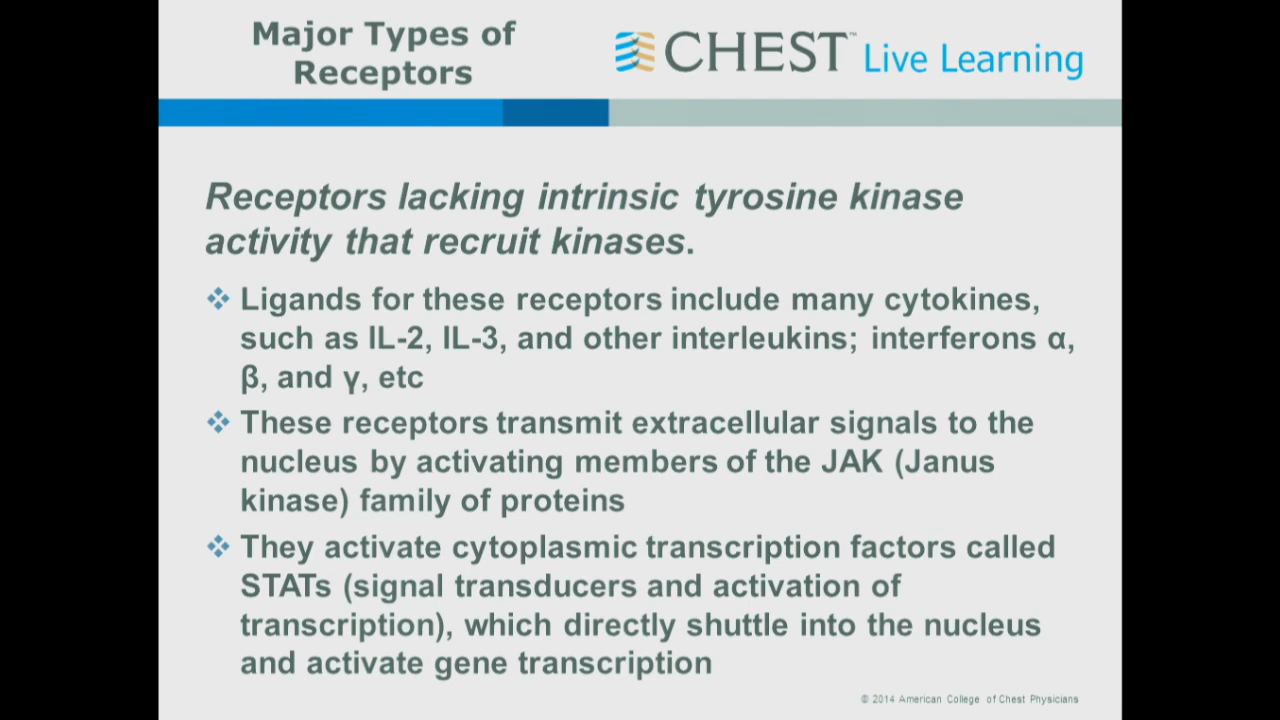 Major Types of
Receptors
CHEST™ Live Learning
Receptors lacking intrinsic tyrosine kinase
activity that recruit kinases.
❖ Ligands for these receptors include many cytokines,
such as IL-2, IL-3, and other interleukins; interferons α,
β, and γ, etc
❖ These receptors transmit extracellular signals to the
nucleus by activating members of the JAK (Janus
kinase) family of proteins
❖ They activate cytoplasmic transcription factors called
STATs (signal transducers and activation of
transcription), which directly shuttle into the nucleus
and activate gene transcription
© 2014 American College of Chest Physicians